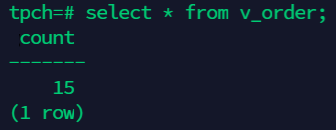 tpch=# select * from v_order;
count
-------
15
(1 row)